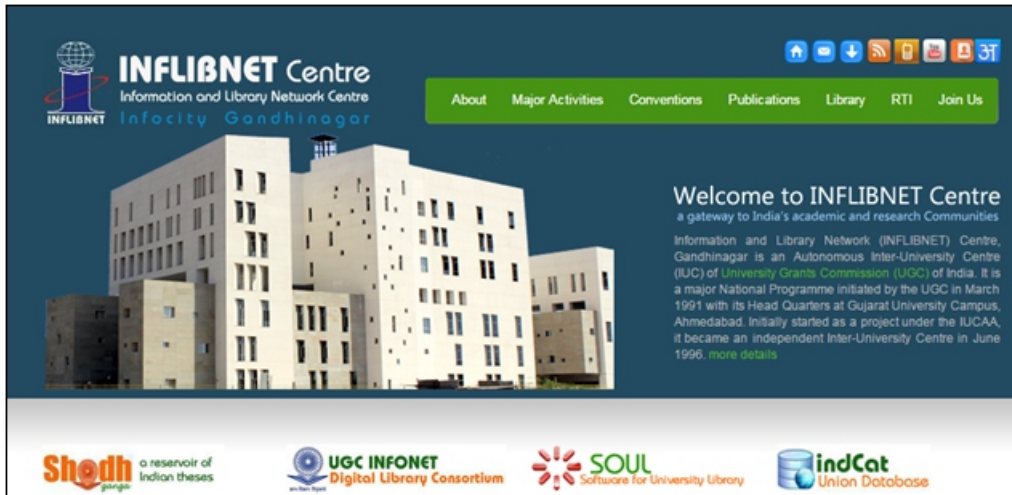 INFLIBNET Centre
Information and Library Network Centre
Infocity Gandhinagar
INFLIBNET
अ
About Major Activities Conventions Publications Library RTI Join Us
Welcome to INFLIBNET Centre
a gateway to India's academic and research Communities
Information and Library Network (INFLIBNET) Centre,
Gandhinagar is an Autonomous Inter-University Centre
(IUC) of University Grants Commission (UGC) of India. It is
a major National Programme initiated by the UGC in March
1991 with its Head Quarters at Gujarat University Campus,
Ahmedabad. Initially started as a project under the IUCAA,
it became an independent Inter-University Centre in June
1996. more details
Shodh
ganga
a reservoir of
Indian theses
UGC INFONET
Digital Library Consortium
SOUL
Software for University Library
indCat
Union Database